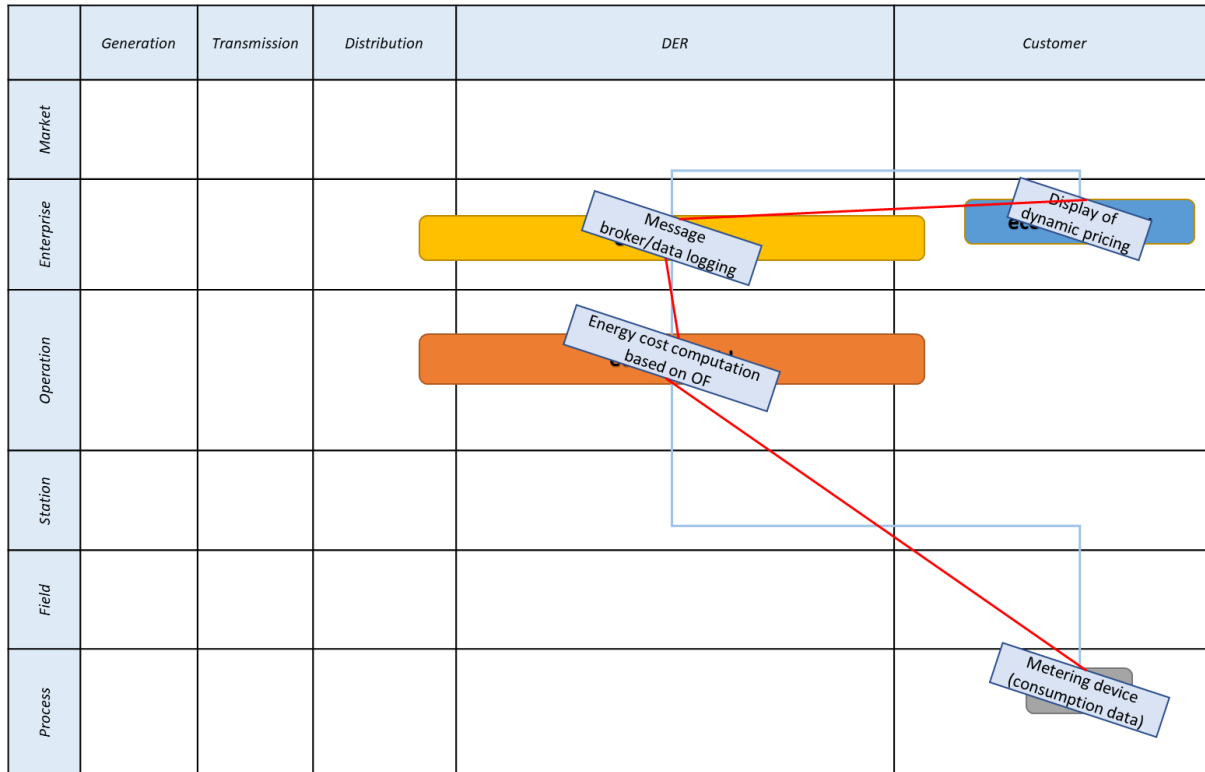 Generation
Transmission
Distribution
DER
Customer
Market
Enterprise
Message
broker/data logging
Display of
dynamic pricing
Operation
Energy cost computation
based on OF
Station
Field
Process
Metering device
(consumption data)